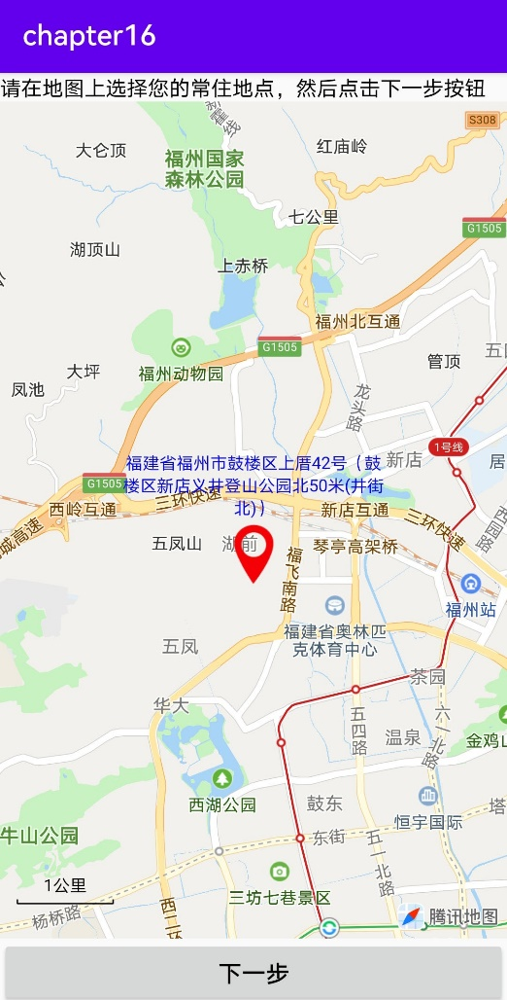 chapter16
请在地图上选择您的常住地点，然后点击下一步按钮
新霍线
S308
大仑顶
红庙岭
福州国家
森林公园
七公里
G1505
湖顶山
上赤桥
福州北互通
G1505
福州动物园
管顶
大坪
凤池
龙头路
1号线
新店
居
福建省福州市鼓楼区上厝42号（鼓
楼区新店义井登山公园北50米(井街
北)）
G1505
西岭互通
三环快速
新店互通
三环快速
城高速
五凤山
湖前
琴亭高架桥
福飞南路
福州站
福建省奥林匹
克体育中心
五凤
茶园
华大
五四路
六一北路
温泉
金鸡山
西湖公园
鼓东
恒宇国际
塔
牛山公园
东街
五一北路
三坊七巷景区
1公里
杨桥路
西二环
腾讯地图
下一步